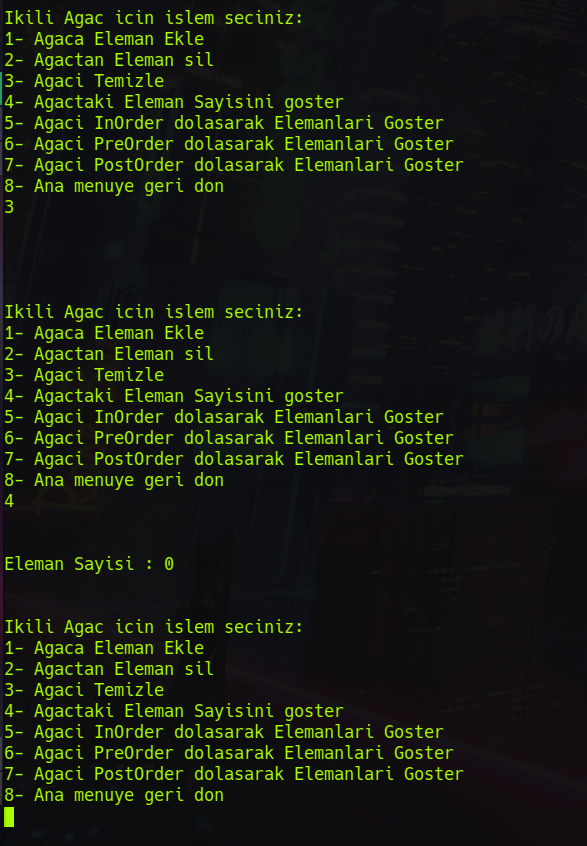 Ikili Agac icin islem seciniz:
1- Agaca Eleman Ekle
2- Agactan Eleman sil
3- Agaci Temizle
4- Agactaki Eleman Sayisini goster
5- Agaci InOrder dolasarak Elemanlari Goster
6- Agaci PreOrder dolasarak Elemanlari Goster
7- Agaci PostOrder dolasarak Elemanlari Goster
8- Ana menuye geri don
3
Ikili Agac icin islem seciniz:
1- Agaca Eleman Ekle
2- Agactan Eleman sil
3- Agaci Temizle
4- Agactaki Eleman Sayisini goster
5- Agaci InOrder dolasarak Elemanlari Goster
6- Agaci PreOrder dolasarak Elemanlari Goster
7- Agaci PostOrder dolasarak Elemanlari Goster
8- Ana menuye geri don
4
Eleman Sayisi : 0
Ikili Agac icin islem seciniz:
1- Agaca Eleman Ekle
2- Agactan Eleman sil
3- Agaci Temizle
4- Agactaki Eleman Sayisini goster
5- Agaci InOrder dolasarak Elemanlari Goster
6- Agaci PreOrder dolasarak Elemanlari Goster
7- Agaci PostOrder dolasarak Elemanlari Goster
8- Ana menuye geri don